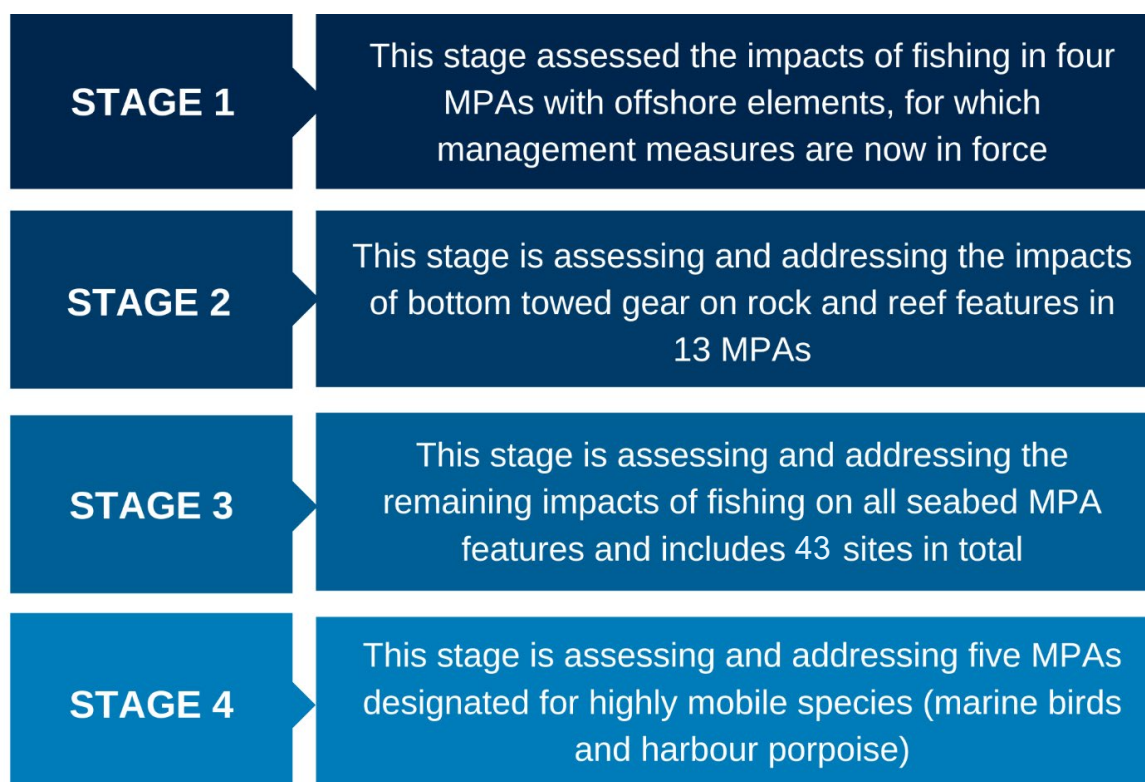 STAGE 1
This stage assessed the impacts of fishing in four
MPAs with offshore elements, for which
management measures are now in force
STAGE 2
This stage is assessing and addressing the impacts
of bottom towed gear on rock and reef features in
13 MPAs
STAGE 3
This stage is assessing and addressing the
remaining impacts of fishing on all seabed MPA
features and includes 43 sites in total
STAGE 4
This stage is assessing and addressing five MPAs
designated for highly mobile species (marine birds
and harbour porpoise)